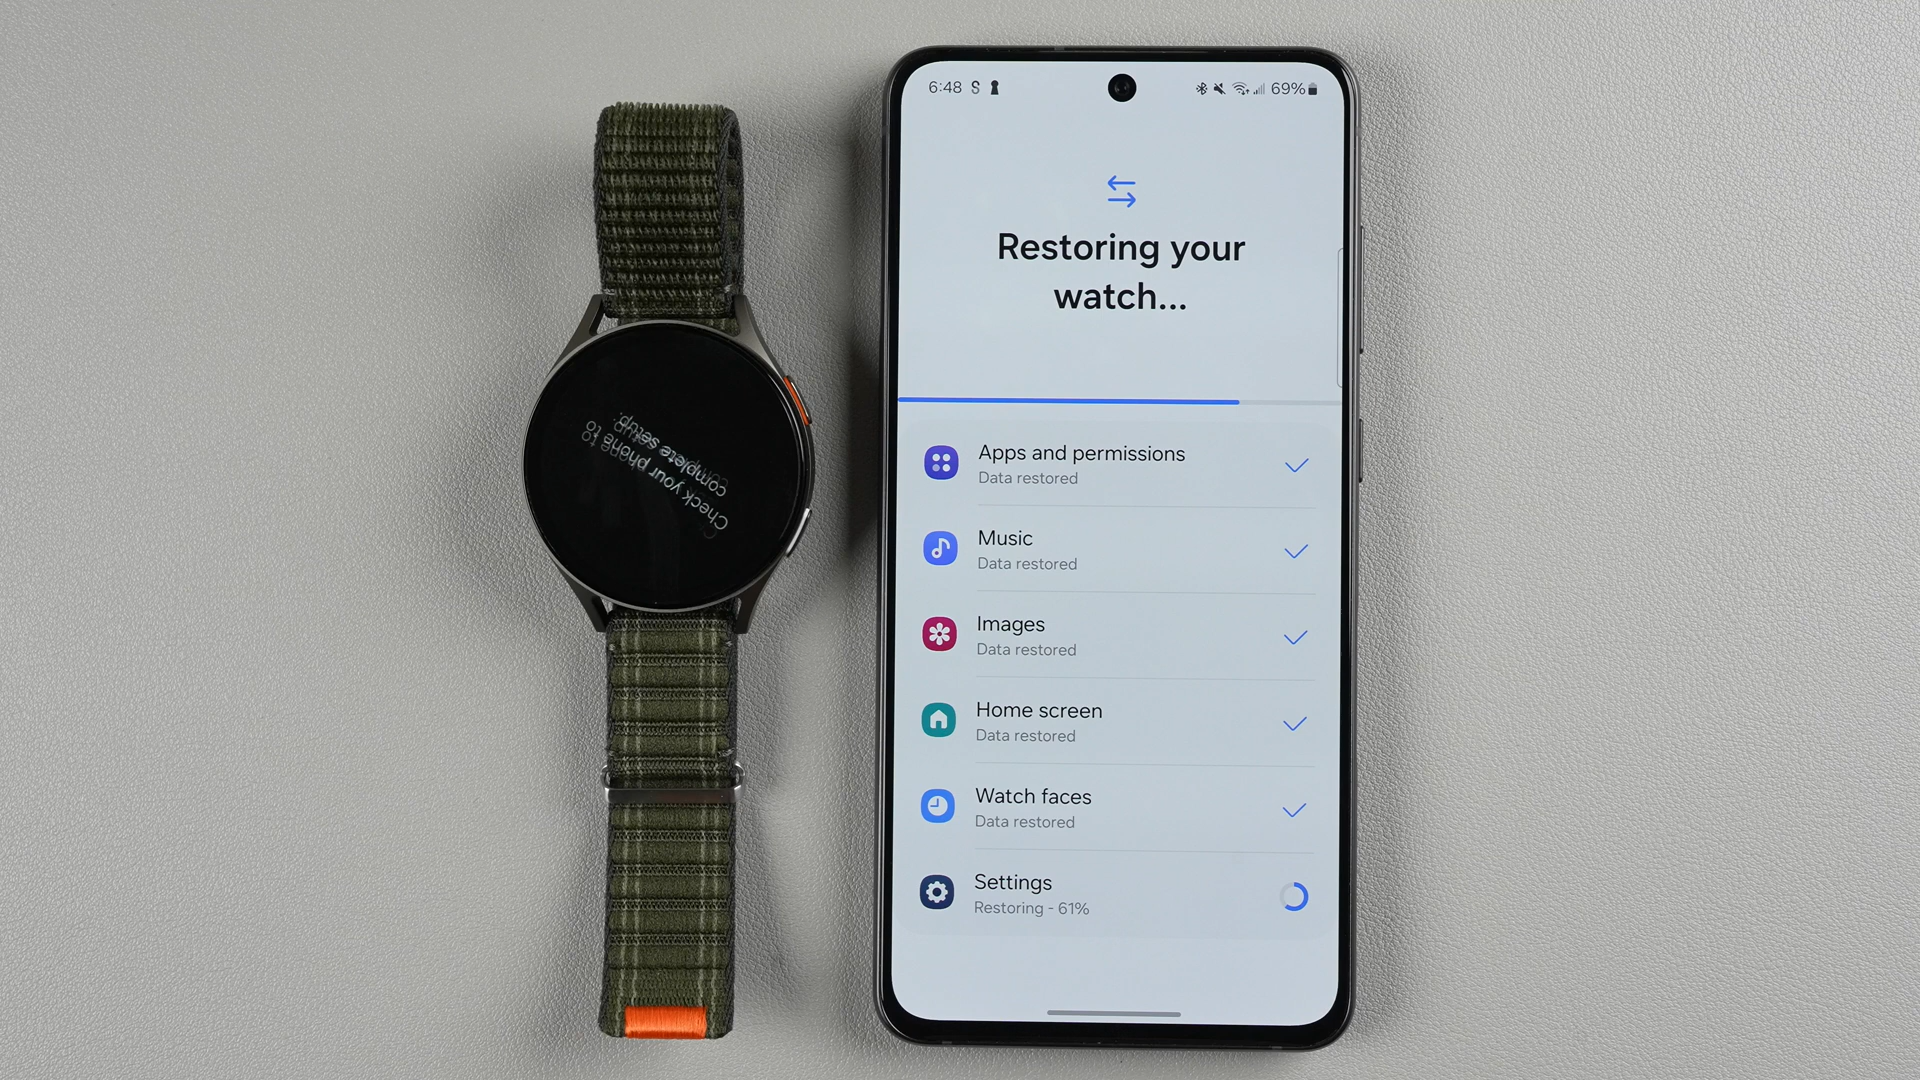 Check your phone to
complete setup.
6:48
69%
Restoring your
watch...
Apps and permissions
Data restored
Music
Data restored
Images
Data restored
Home screen
Data restored
Watch faces
Data restored
Settings
Restoring - 61%